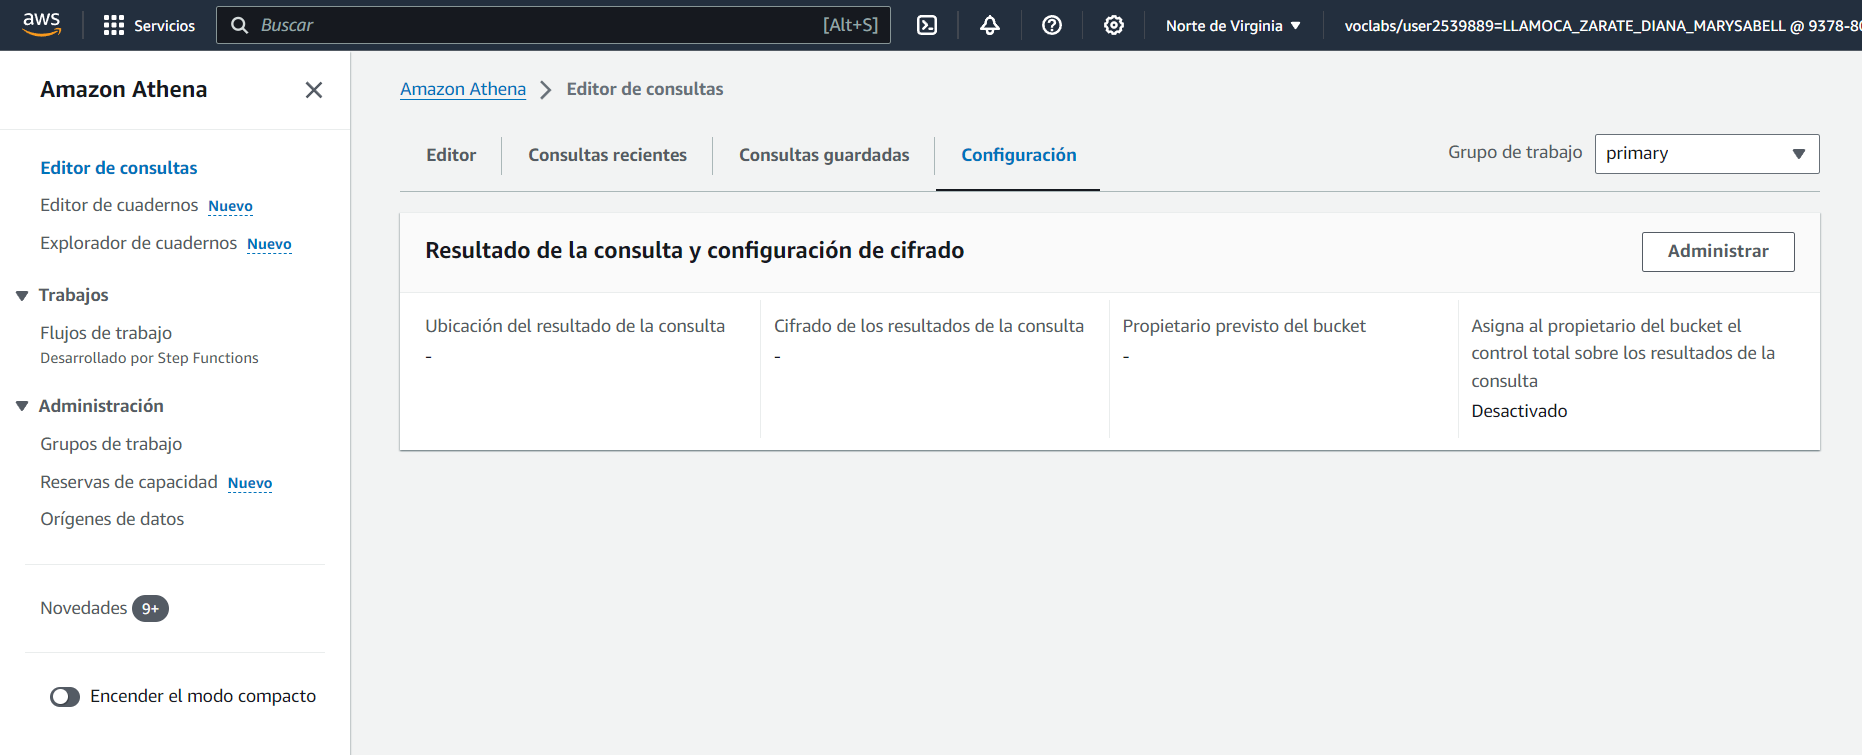 aws
Servicios
Buscar
[Alt+S]
Norte de Virginia
voclabs/user2539889=LLAMOCA_ZARATE_DIANA_MARYSABELL @ 9378-80
Amazon Athena
Editor de consultas
Editor de cuadernos Nuevo
Explorador de cuadernos Nuevo
Trabajos
Flujos de trabajo
Desarrollado por Step Functions
Administración
Grupos de trabajo
Reservas de capacidad Nuevo
Orígenes de datos
Novedades 9+
Encender el modo compacto
Amazon Athena > Editor de consultas
Editor
Consultas recientes
Consultas guardadas
Configuración
Grupo de trabajo
primary
Resultado de la consulta y configuración de cifrado
Administrar
Ubicación del resultado de la consulta
-
Cifrado de los resultados de la consulta
-
Propietario previsto del bucket
-
Asigna al propietario del bucket el
control total sobre los resultados de la
consulta
Desactivado